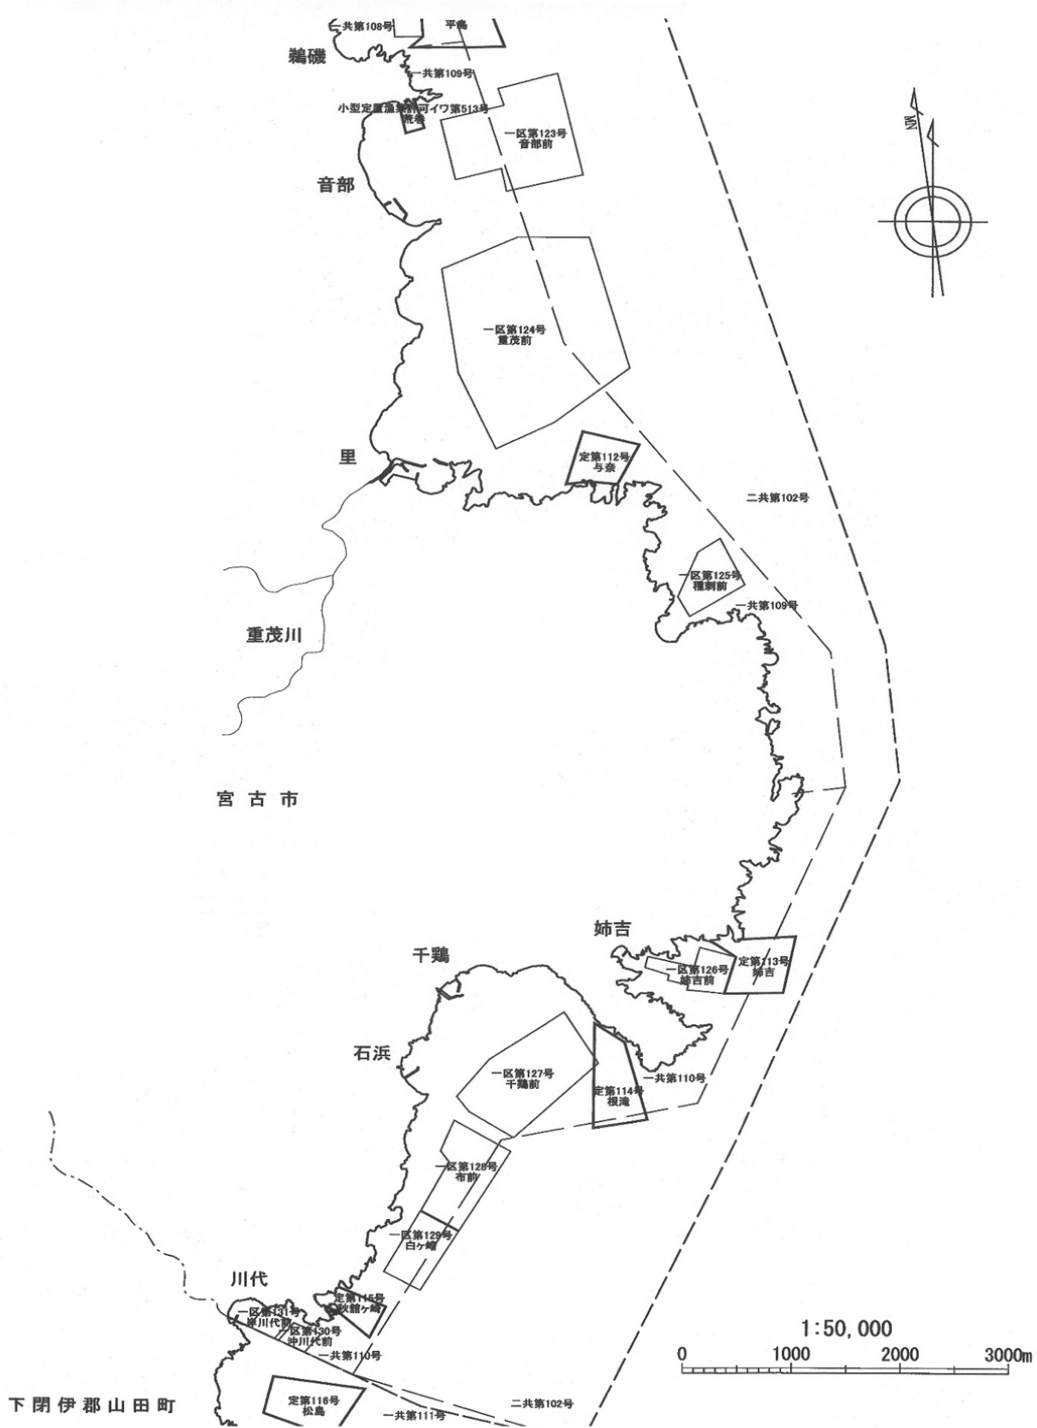 一共第108号
平島
鵜磯
一共第109号
小型定置漁業許可イワ第513号
荒巻
一区第123号
音部前
MN
音部
一区第124号
重茂前
里
定第112号
与奈
二共第102号
一区第125号
種刺前
一共第109号
重茂川
宮古市
姉吉
千鶏
定第113号
姉吉
一区第126号
姉吉前
石浜
一区第127号
千鶏前
一共第110号
定第114号
根滝
一区第128号
布前
一区第129号
白ヶ崎
川代
定第115号
秋舘ヶ崎
一区第131号
岸川代前
一区第130号
沖川代前
一共第110号
1:50,000
0 1000 2000 3000m
下閉伊郡山田町
定第116号
松島
一共第111号
二共第102号